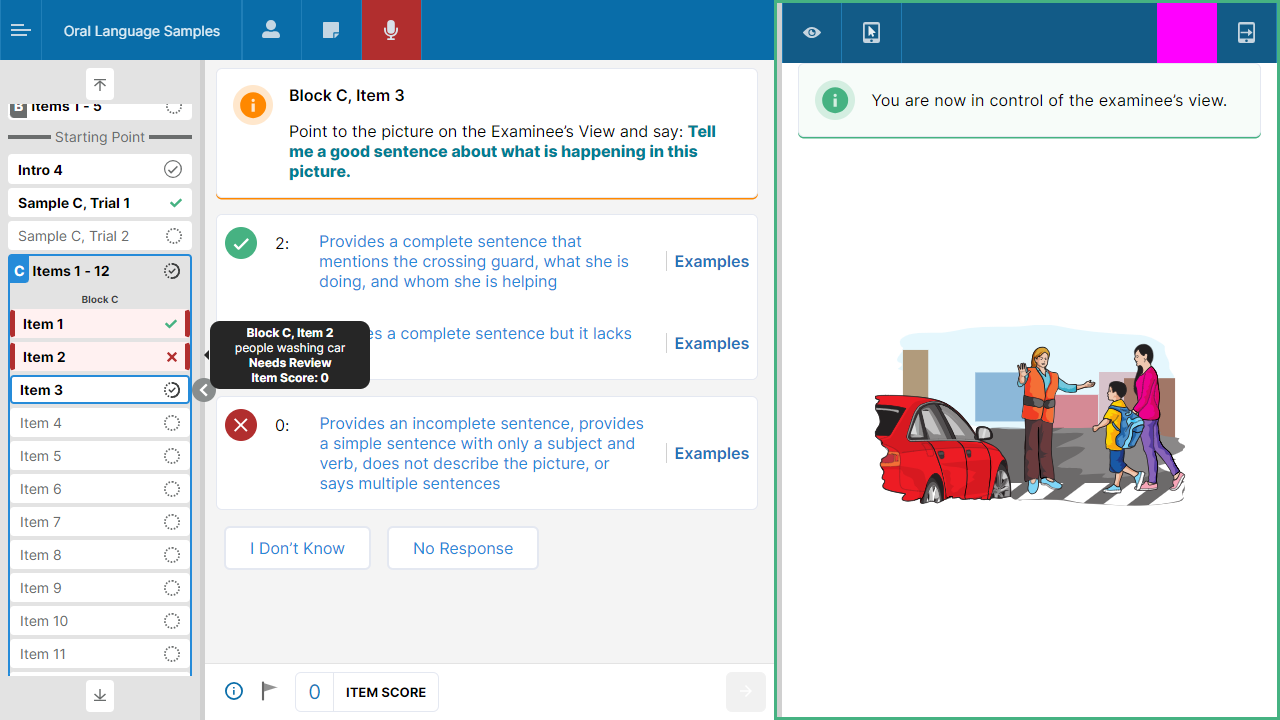 Oral Language Samples
B Items 1 - 5
Starting Point
Intro 4
Sample C, Trial 1
Sample C, Trial 2
C Items 1 - 12
Block C
Item 1
Item 2
Item 3
Item 4
Item 5
Item 6
Item 7
Item 8
Item 9
Item 10
Item 11
Block C, Item 2
people washing car
Needs Review
Item Score: 0
Block C, Item 3
Point to the picture on the Examinee’s View and say: Tell
me a good sentence about what is happening in this
picture.
2:
Provides a complete sentence that
mentions the crossing guard, what she is
doing, and whom she is helping
Examples
a complete sentence but it lacks
Examples
0:
Provides an incomplete sentence, provides
a simple sentence with only a subject and
verb, does not describe the picture, or
says multiple sentences
Examples
I Don’t Know
No Response
0
ITEM SCORE
You are now in control of the examinee’s view.